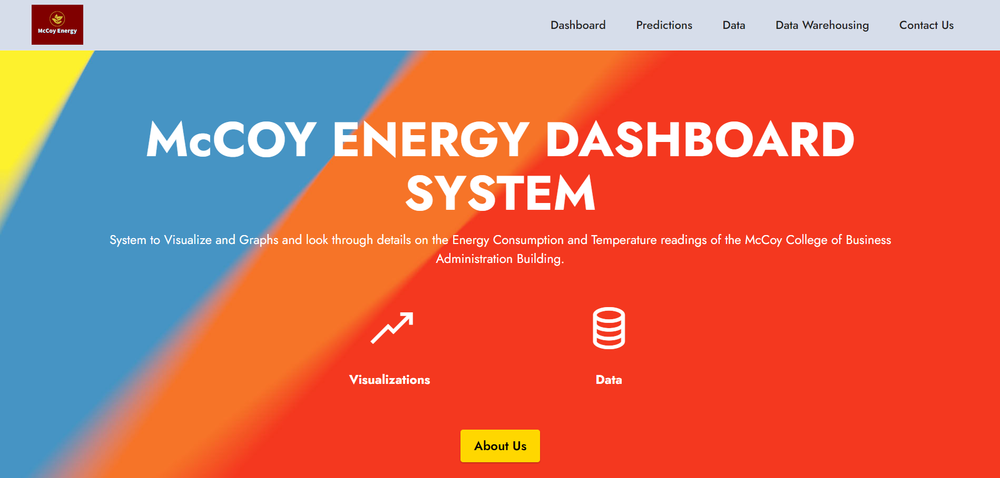 McCoy Energy
Dashboard
Predictions
Data
Data Warehousing
Contact Us
McCOY ENERGY DASHBOARD
SYSTEM
System to Visualize and Graphs and look through details on the Energy Consumption and Temperature readings of the McCoy College of Business
Administration Building.
Visualizations
Data
About Us